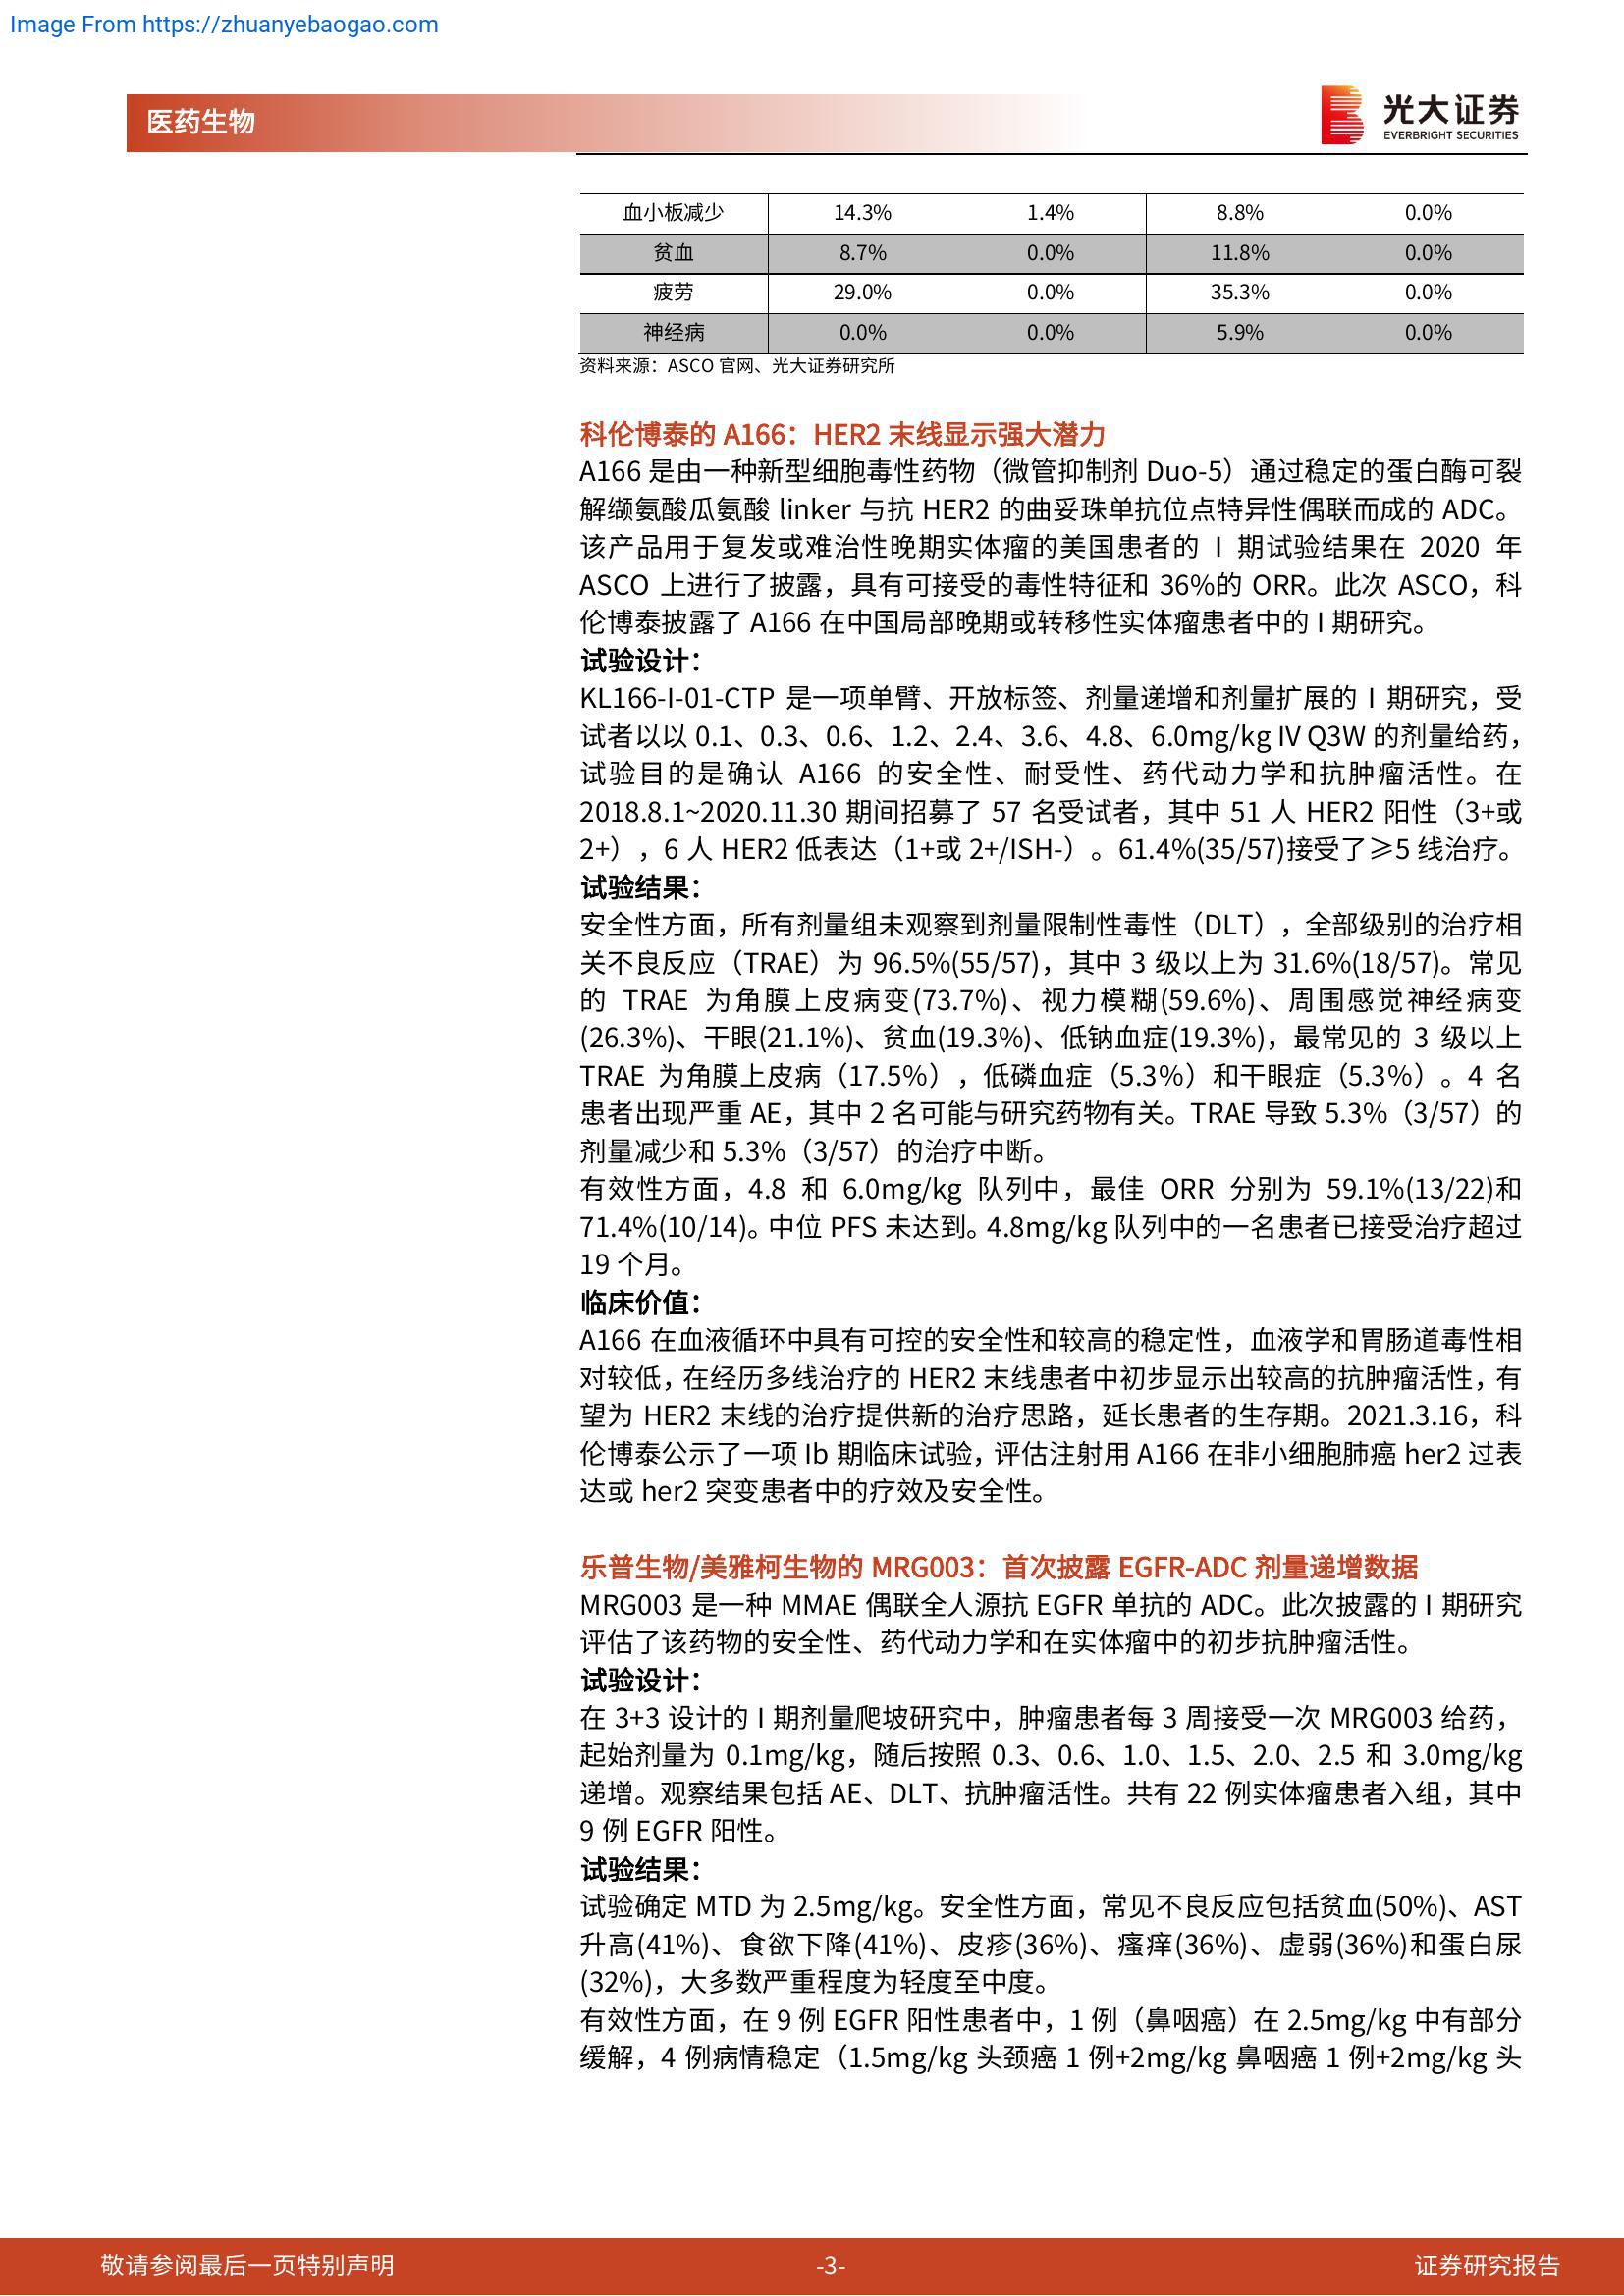 Image From https://zhuanyebaogao.com
医药生物
光大证券
EVERBRIGHT SECURITIES
血小板减少 14.3% 1.4% 8.8% 0.0%
贫血 8.7% 0.0% 11.8% 0.0%
疲劳 29.0% 0.0% 35.3% 0.0%
神经病 0.0% 0.0% 5.9% 0.0%
资料来源：ASCO 官网、光大证券研究所
科伦博泰的 A166：HER2 末线显示强大潜力
A166 是由一种新型细胞毒性药物（微管抑制剂 Duo-5）通过稳定的蛋白酶可裂
解缬氨酸瓜氨酸 linker 与抗 HER2 的曲妥珠单抗位点特异性偶联而成的 ADC。
该产品用于复发或难治性晚期实体瘤的美国患者的 I 期试验结果在 2020 年
ASCO 上进行了披露，具有可接受的毒性特征和 36%的 ORR。此次 ASCO，科
伦博泰披露了 A166 在中国局部晚期或转移性实体瘤患者中的 I 期研究。
试验设计：
KL166-I-01-CTP 是一项单臂、开放标签、剂量递增和剂量扩展的 I 期研究，受
试者以以 0.1、0.3、0.6、1.2、2.4、3.6、4.8、6.0mg/kg IV Q3W 的剂量给药，
试验目的是确认 A166 的安全性、耐受性、药代动力学和抗肿瘤活性。在
2018.8.1~2020.11.30 期间招募了 57 名受试者，其中 51 人 HER2 阳性（3+或
2+），6 人 HER2 低表达（1+或 2+/ISH-）。61.4%(35/57)接受了≥5 线治疗。
试验结果：
安全性方面，所有剂量组未观察到剂量限制性毒性（DLT），全部级别的治疗相
关不良反应（TRAE）为 96.5%(55/57)，其中 3 级以上为 31.6%(18/57)。常见
的 TRAE 为角膜上皮病变(73.7%)、视力模糊(59.6%)、周围感觉神经病变
(26.3%)、干眼(21.1%)、贫血(19.3%)、低钠血症(19.3%)，最常见的 3 级以上
TRAE 为角膜上皮病（17.5%），低磷血症（5.3%）和干眼症（5.3%）。4 名
患者出现严重 AE，其中 2 名可能与研究药物有关。TRAE 导致 5.3%（3/57）的
剂量减少和 5.3%（3/57）的治疗中断。
有效性方面，4.8 和 6.0mg/kg 队列中，最佳 ORR 分别为 59.1%(13/22)和
71.4%(10/14)。中位 PFS 未达到。4.8mg/kg 队列中的一名患者已接受治疗超过
19 个月。
临床价值：
A166 在血液循环中具有可控的安全性和较高的稳定性，血液学和胃肠道毒性相
对较低，在经历多线治疗的 HER2 末线患者中初步显示出较高的抗肿瘤活性，有
望为 HER2 末线的治疗提供新的治疗思路，延长患者的生存期。2021.3.16，科
伦博泰公示了一项 Ib 期临床试验，评估注射用 A166 在非小细胞肺癌 her2 过表
达或 her2 突变患者中的疗效及安全性。
乐普生物/美雅柯生物的 MRG003：首次披露 EGFR-ADC 剂量递增数据
MRG003 是一种 MMAE 偶联全人源抗 EGFR 单抗的 ADC。此次披露的 I 期研究
评估了该药物的安全性、药代动力学和在实体瘤中的初步抗肿瘤活性。
试验设计：
在 3+3 设计的 I 期剂量爬坡研究中，肿瘤患者每 3 周接受一次 MRG003 给药，
起始剂量为 0.1mg/kg，随后按照 0.3、0.6、1.0、1.5、2.0、2.5 和 3.0mg/kg
递增。观察结果包括 AE、DLT、抗肿瘤活性。共有 22 例实体瘤患者入组，其中
9 例 EGFR 阳性。
试验结果：
试验确定 MTD 为 2.5mg/kg。安全性方面，常见不良反应包括贫血(50%)、AST
升高(41%)、食欲下降(41%)、皮疹(36%)、瘙痒(36%)、虚弱(36%)和蛋白尿
(32%)，大多数严重程度为轻度至中度。
有效性方面，在 9 例 EGFR 阳性患者中，1 例（鼻咽癌）在 2.5mg/kg 中有部分
缓解，4 例病情稳定（1.5mg/kg 头颈癌 1 例+2mg/kg 鼻咽癌 1 例+2mg/kg 头
敬请参阅最后一页特别声明 -3- 证券研究报告